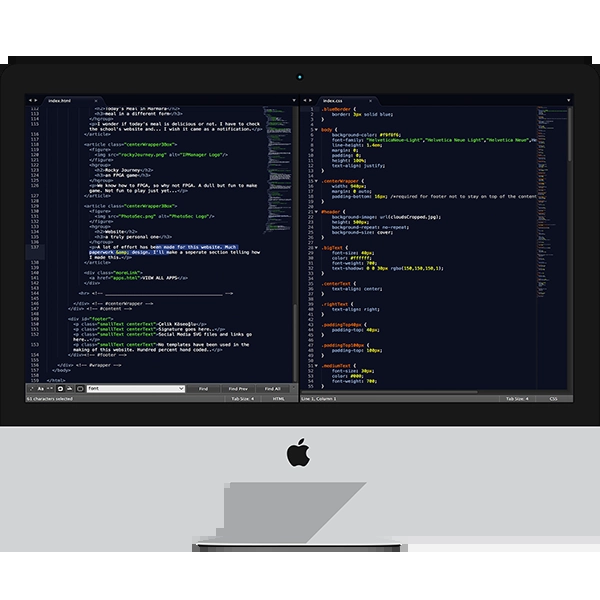 index.html
112 <h2>Today's Meal in Marmara</h2>
113 <h3>meal in a different form</h3>
114 </hgroup>
115 <p>I wonder if today's meal is delicious or not. I have to check
the school's website and... I wish it came as a notification.</p>
116 </article>
117
118 <article class="centerWrapper30Box">
119 <figure>
120 <img src="rocky2ourney.png" alt="IPManager Logo"/>
121 </figure>
122 <hgroup>
123 <h2>Rocky Journey</h2>
124 <h3>an FPGA game</h3>
125 </hgroup>
126 <p>We know how to FPGA, so why not FPGA. A dull but fun to make
game. Not fun to play just yet...</p>
127 </article>
128
129 <article class="centerWrapper30Box">
130 <figure>
131 <img src="PhotoSec.png" alt="PhotoSec Logo"/>
<figure>
<hgroup>
<h2>Website</h2>
<h3>a truly personal one</h3>
</hgroup>
137 <p>A lot of effort has been made for this website. Much
paperwork &amp; design. I'll make a seperate section telling how
I made this.</p>
138 </article>
139
140 <div class="moreLink">
141 <a href="apps.html">VIEW ALL APPS</a>
142 </div>
143
144 <hr> <!-- -->
145
146 </div> <!-- #centerWrapper -->
147 </div> <!-- #content -->
148
149 <div id="footer">
150 <p class="smallText centerText">Çelik Köseoğlu</p>
151 <p class="smallText centerText">Signature goes here..</p>
152 <p class="smallText centerText">Social Media SVG files and links go
here..</p>
153 <p class="smallText centerText">No templates have been used in the
making of this website. Hundred percent hand coded..</p>
154 </div><!-- #footer -->
155
156 </div> <!-- #wrapper -->
157 </body>
158
159 </html>
.* Aa “”
font
Find
Find Prev
Find All
61 characters selected
Tab Size: 4
HTML
index.css
1 .blueBorder {
2 border: 3px solid blue;
3 }
4
5 body {
6 background-color: #f9f9f6;
7 font-family: "HelveticaNeue-Light","Helvetica Neue Light","Helvetica Neue",
8 line-height: 1.4em;
9 margin: 0;
10 padding: 0;
11 height: 100%;
12 text-align: justify;
13 }
14
15 .centerWrapper {
16 width: 960px;
17 margin: 0 auto;
18 padding-bottom: 16px; /*required for footer not to stay on top of the content
19 }
20
21 #header {
22 background-image: url(cloudsCropped.jpg);
23 height: 500px;
24 background-repeat: no-repeat;
25 background-size: cover;
26 }
27
28 .bigText {
29 font-size: 40px;
30 color: #ffffff;
31 font-weight: 700;
32 text-shadow: 0 0 30px rgba(150,150,150,1);
33 }
34
35 .centerText {
36 text-align: center;
37 }
38
39 .rightText {
40 text-align: right;
41 }
42
43 .paddingTop40px {
44 padding-top: 40px;
45 }
46
47 .paddingTop100px {
48 padding-top: 100px;
49 }
50
51 .mediumText {
52 font-size: 30px;
53 color: #000;
54 font-weight: 700;
Line 1, Column 1
Tab Size: 4
CSS